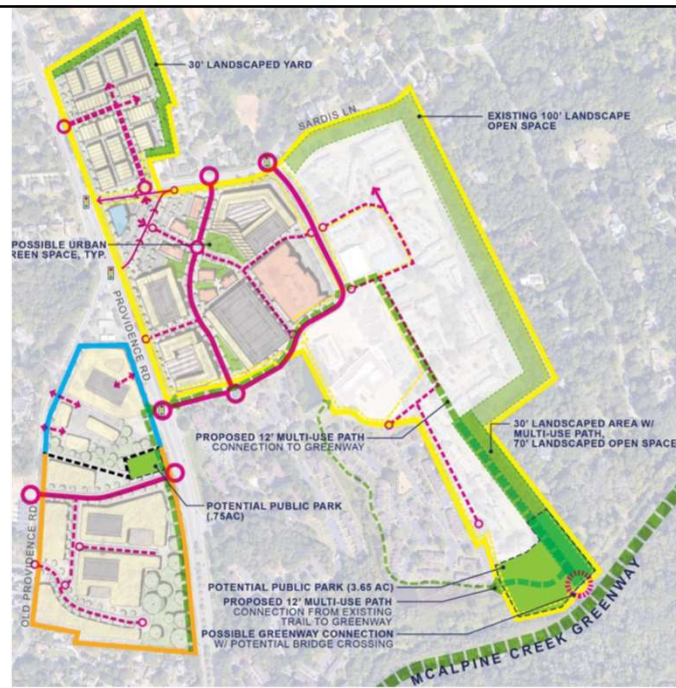 30' LANDSCAPED YARD
SARDIS LN.
EXISTING 100' LANDSCAPE
OPEN SPACE
POSSIBLE URBAN
REEN SPACE, TYP.
PROVIDENCE RD.
30' LANDSCAPED AREA W/
MULTI-USE PATH,
70' LANDSCAPED OPEN SPACE
PROPOSED 12' MULTI-USE PATH
CONNECTION TO GREENWAY
POTENTIAL PUBLIC PARK
(.75AC)
OLD PROVIDENCE RD
POTENTIAL PUBLIC PARK (3.65 AC)
PROPOSED 12' MULTI-USE PATH
CONNECTION FROM EXISTING
TRAIL TO GREENWAY
POSSIBLE GREENWAY CONNECTION
W/ POTENTIAL BRIDGE CROSSING
MCALPINE CREEK GREENWAY